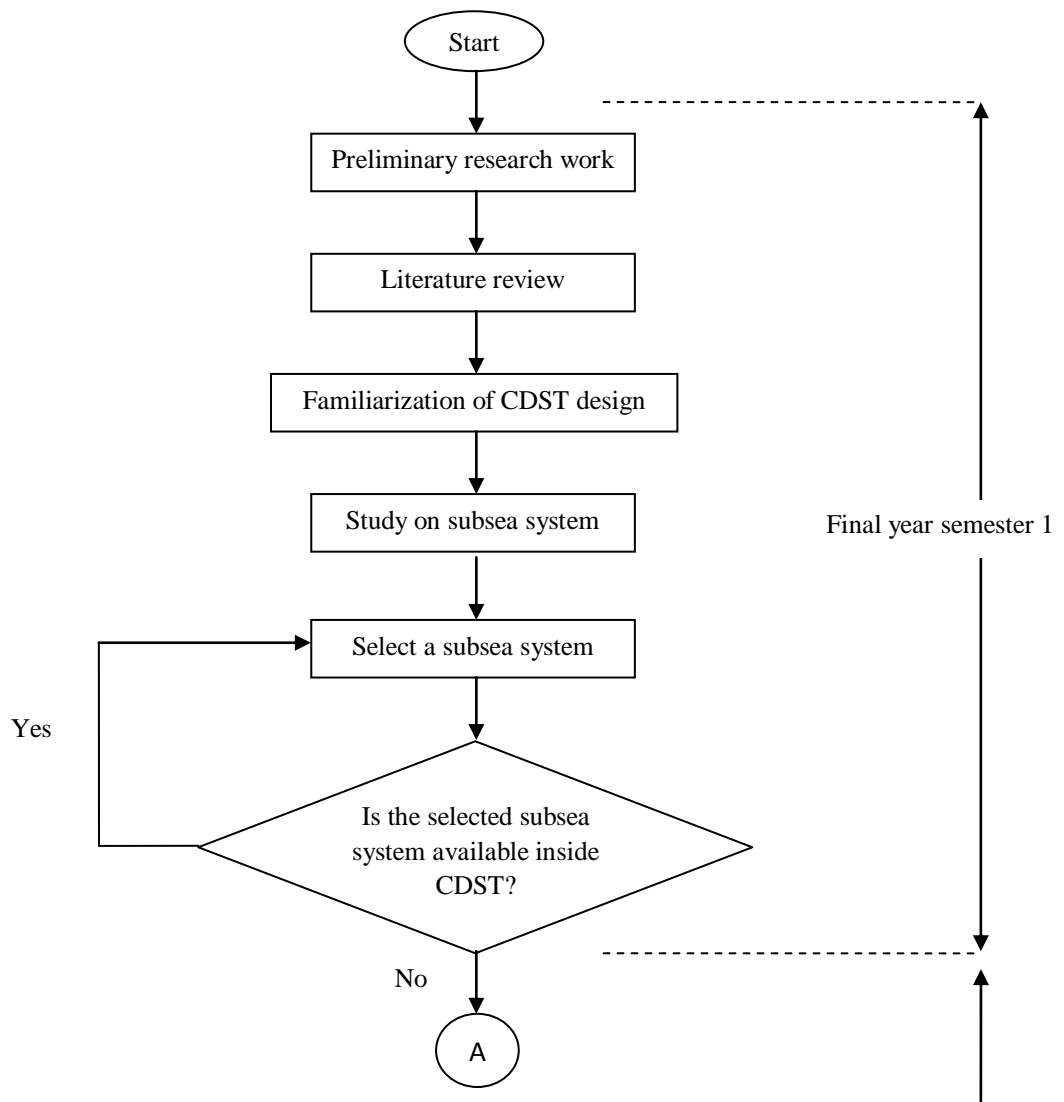 Start
Preliminary research work
Literature review
Familiarization of CDST design
Study on subsea system
Final year semester 1
Select a subsea system
Yes
Is the selected subsea
system available inside
CDST?
No
A